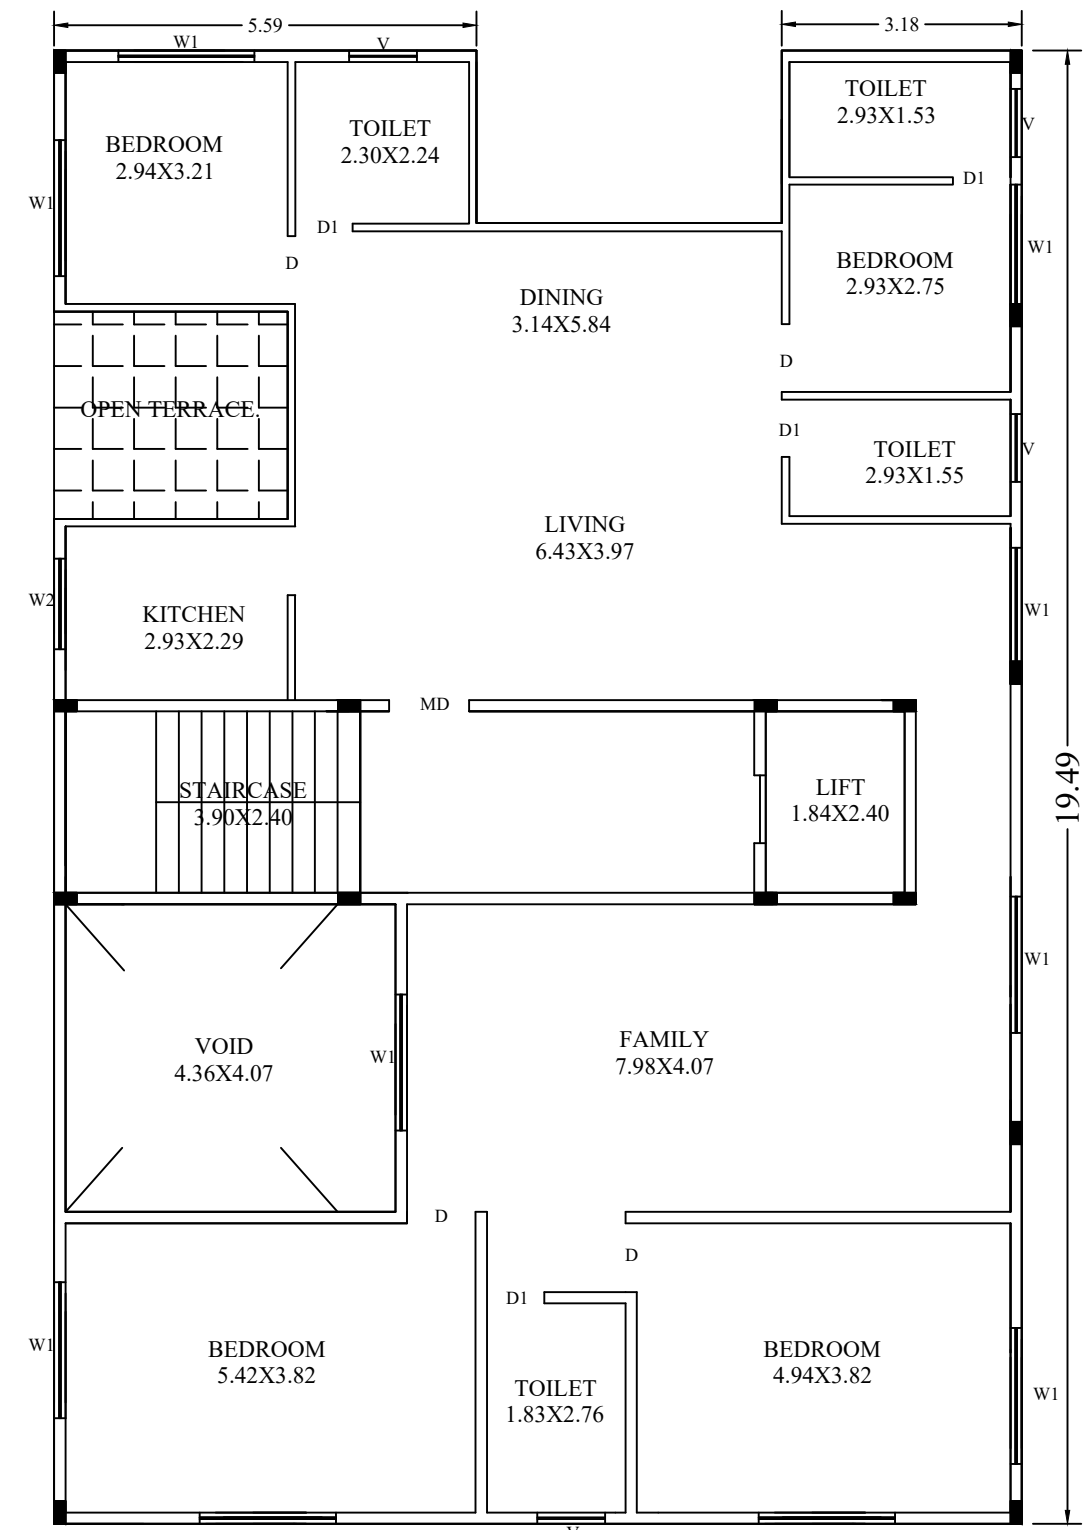 5.59
3.18
W1
V
TOILET
2.93X1.53
BEDROOM
2.94X3.21
TOILET
2.30X2.24
V
D1
W1
D1
D
W1
BEDROOM
2.93X2.75
DINING
3.14X5.84
D
OPEN TERRACE.
D1
TOILET
2.93X1.55
V
LIVING
6.43X3.97
W2
KITCHEN
2.93X2.29
W1
MD
STAIRCASE
3.90X2.40
LIFT
1.84X2.40
19.49
W1
VOID
4.36X4.07
W1
FAMILY
7.98X4.07
D
D
D1
W1
BEDROOM
5.42X3.82
BEDROOM
4.94X3.82
TOILET
1.83X2.76
W1
V